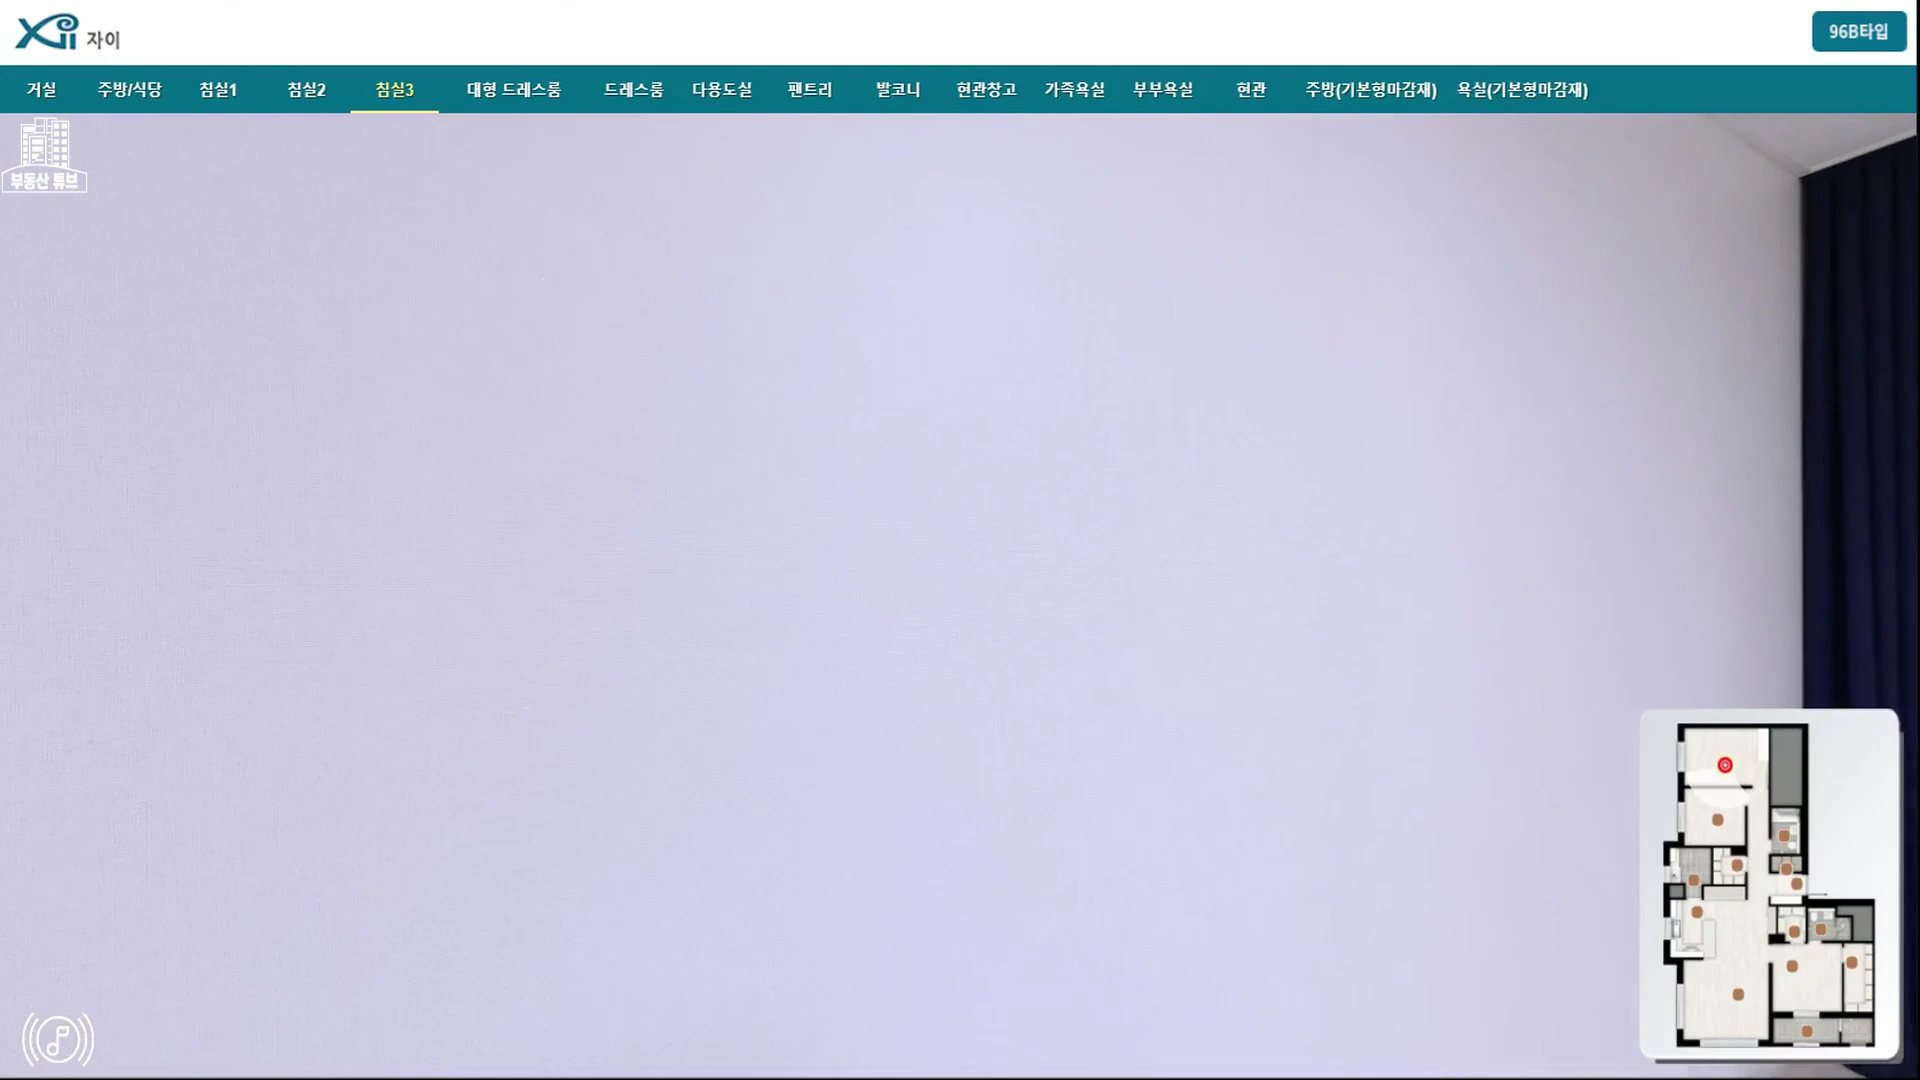 Xii 자이
96B타입
거실 주방/식당 침실1 침실2 침실3 대형 드레스룸 드레스룸 다용도실 팬트리 발코니 현관창고 가족욕실 부부욕실 현관 주방(기본형마감재) 욕실(기본형마감재)
부동산 튜브